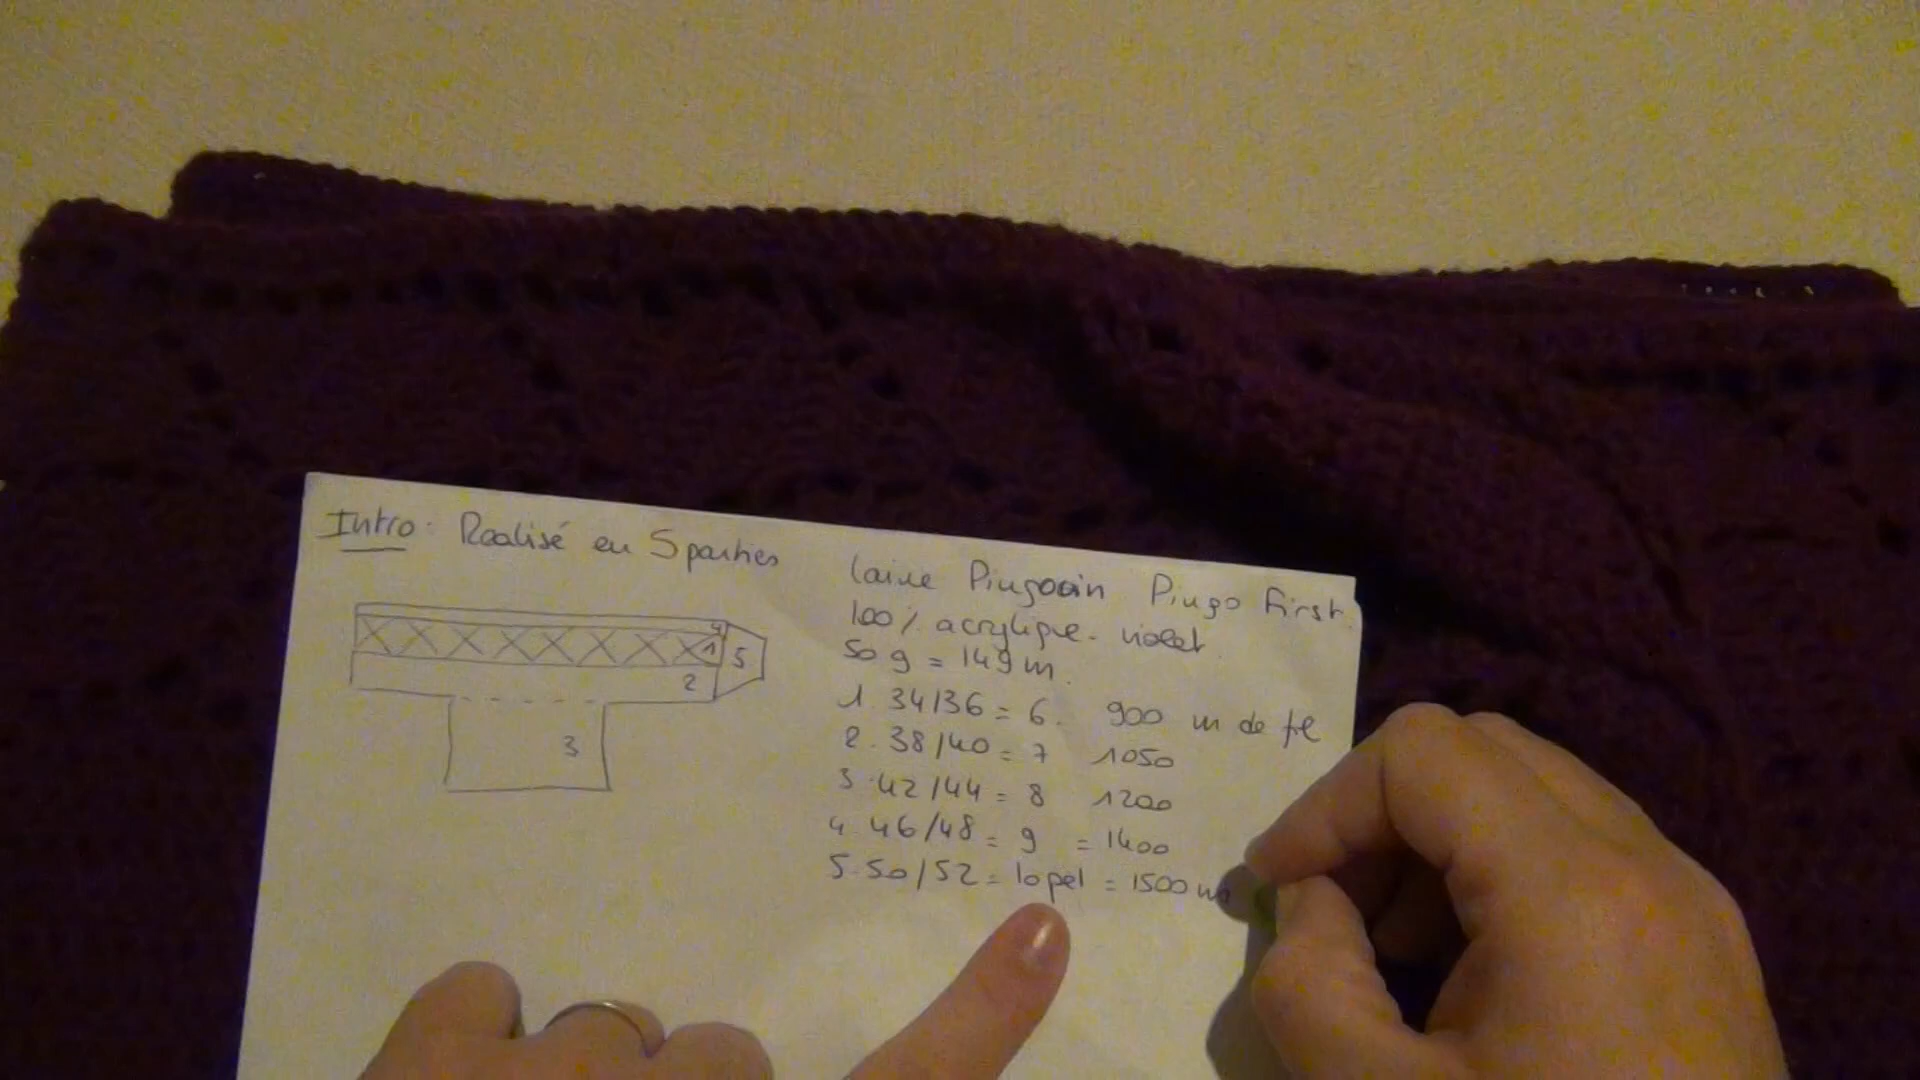 Intro: Realisé en 5 parties
4
1
5
2
3
laine Pingouin Pingo First.
100% acrylique. violet
50 g = 149 m.
1. 34/36 = 6. 900 m de fil
2. 38/40 = 7 1050
3. 42/44 = 8 1200
4. 46/48 = 9 = 1400
5. 50/52 = 10 pel = 1500 m